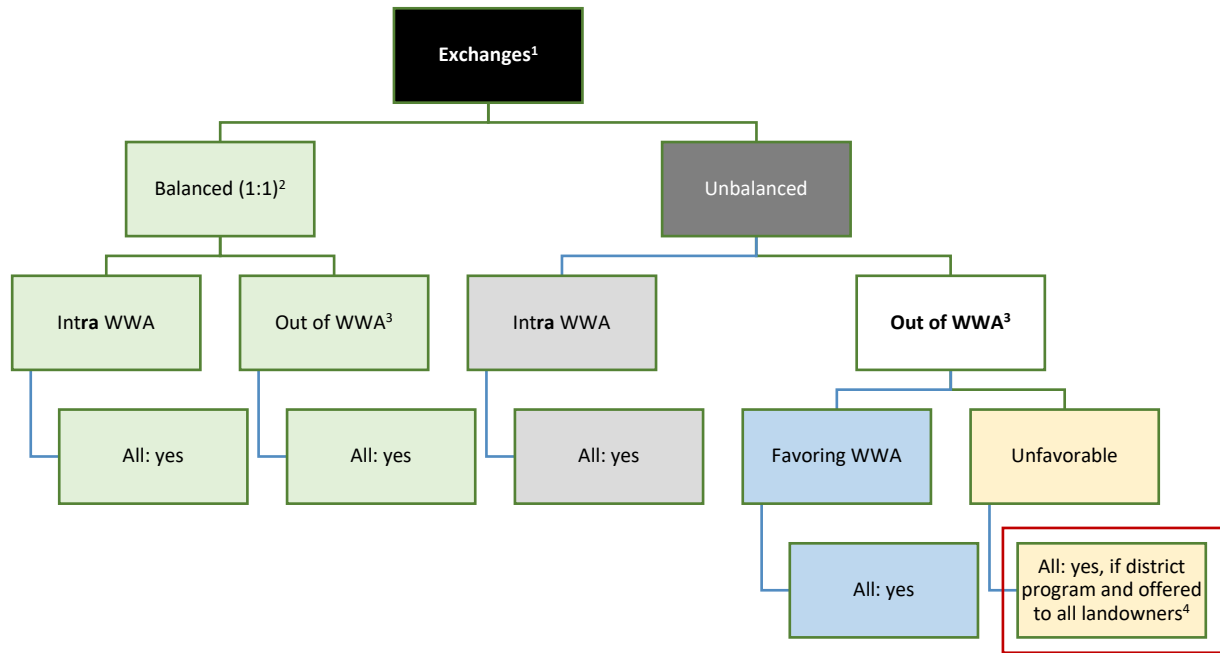 Exchanges¹
Balanced (1:1)²
Unbalanced
Intra WWA
Out of WWA³
Intra WWA
Out of WWA³
All: yes
All: yes
All: yes
Favoring WWA
Unfavorable
All: yes
All: yes, if district
program and offered
to all landowners⁴